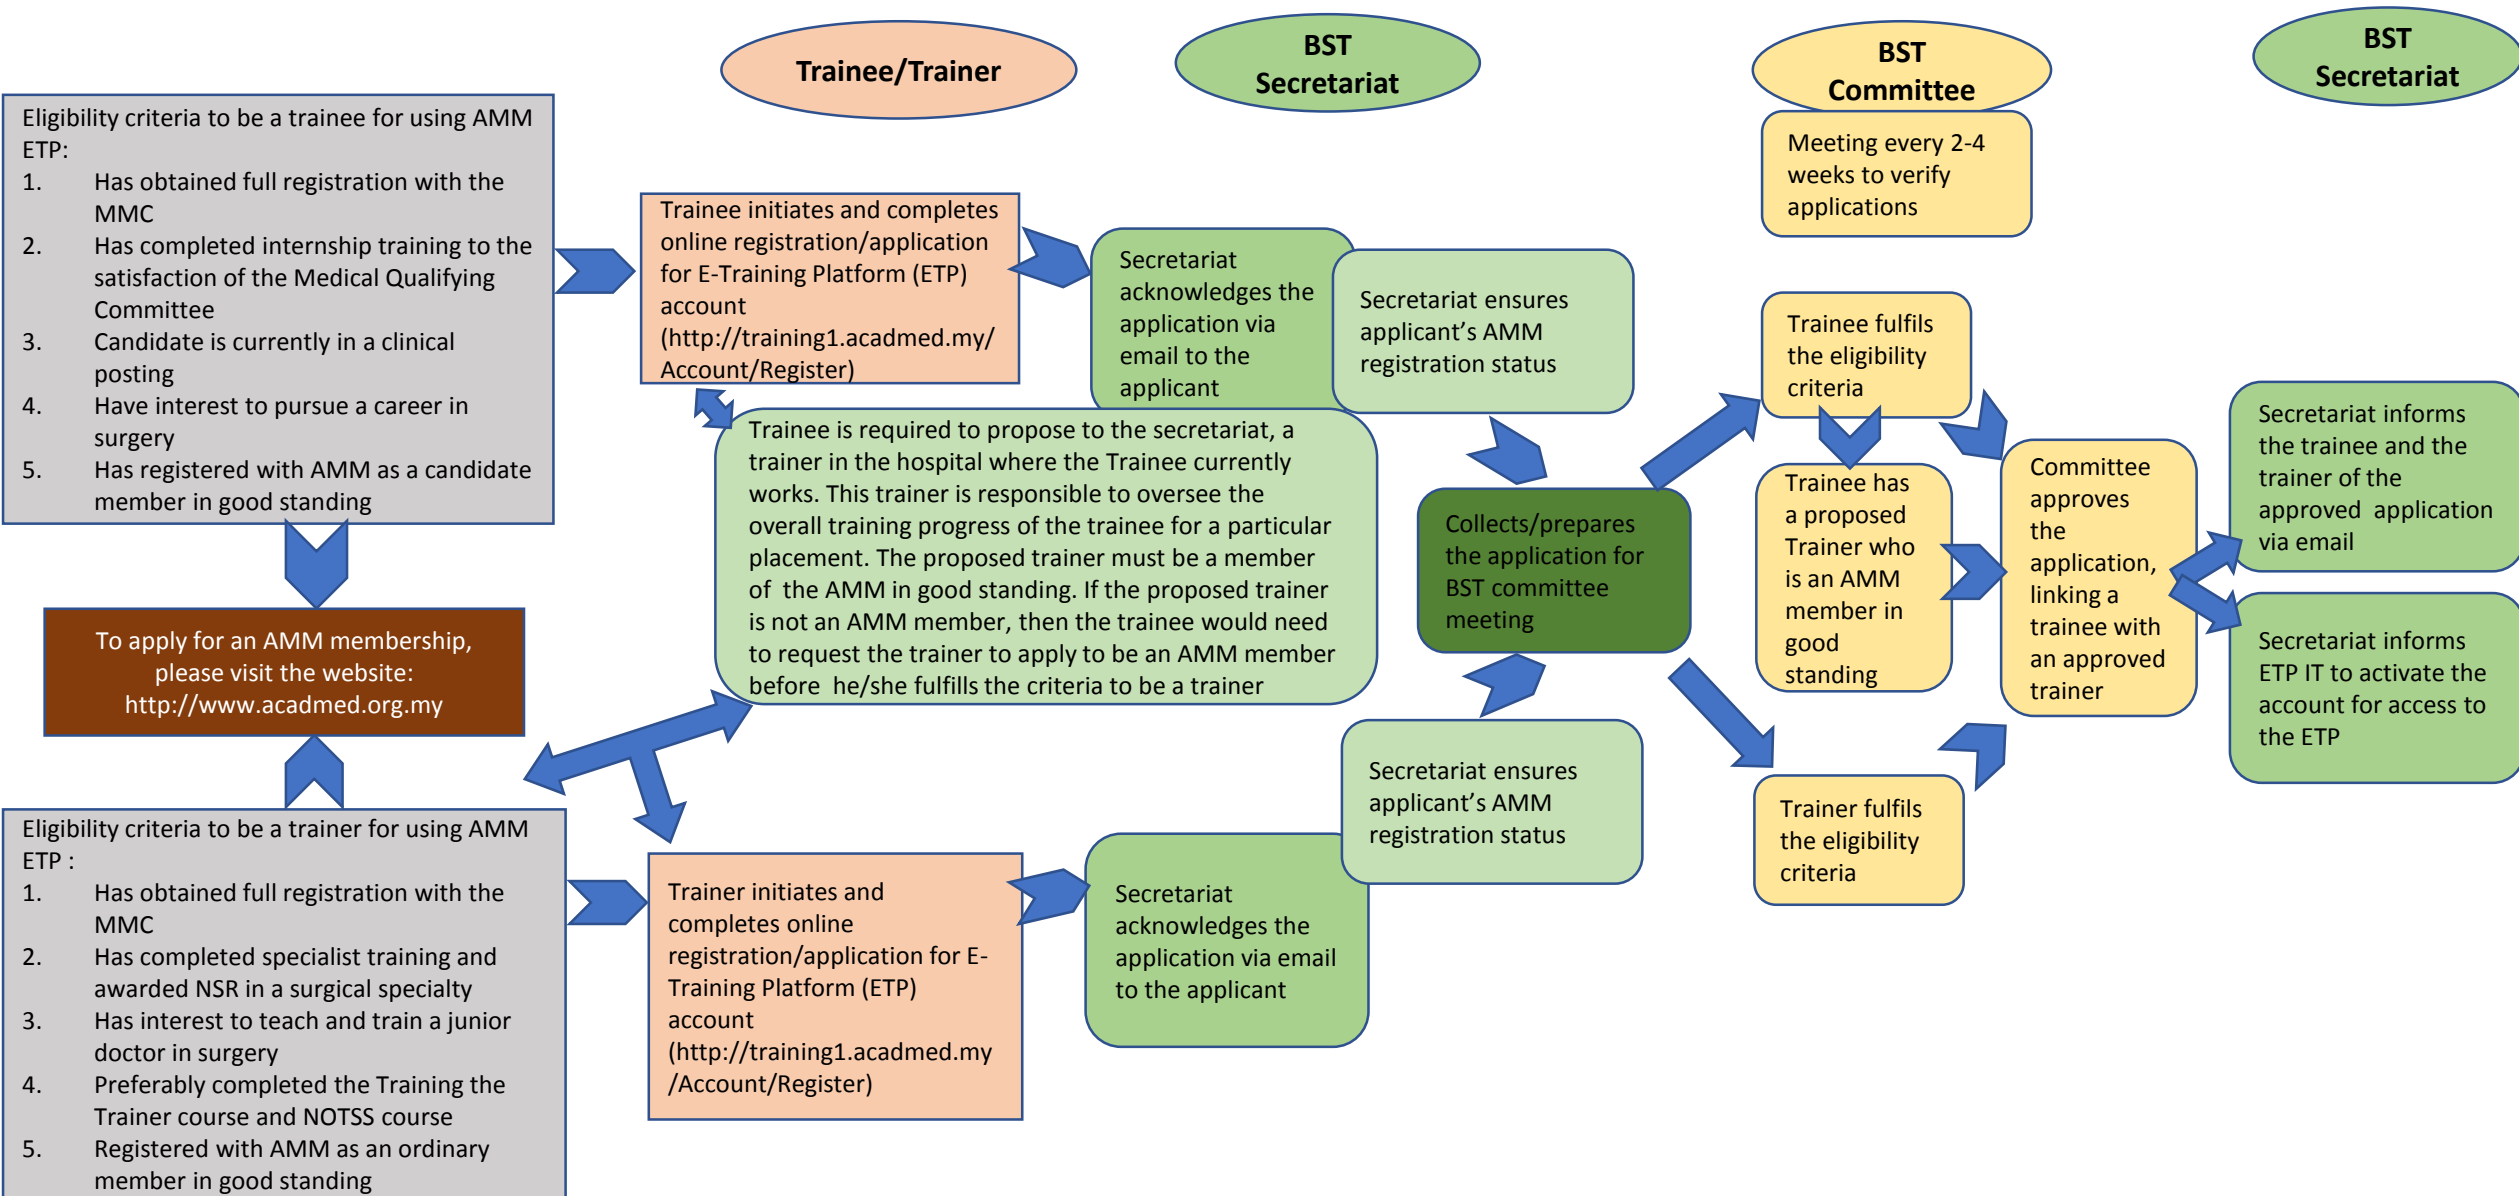 Trainee/Trainer
BST
Secretariat
BST
Committee
BST
Secretariat
Eligibility criteria to be a trainee for using AMM
ETP:
1. Has obtained full registration with the
MMC
2. Has completed internship training to the
satisfaction of the Medical Qualifying
Committee
3. Candidate is currently in a clinical
posting
4. Have interest to pursue a career in
surgery
5. Has registered with AMM as a candidate
member in good standing
To apply for an AMM membership,
please visit the website:
http://www.acadmed.org.my
Eligibility criteria to be a trainer for using AMM
ETP :
1. Has obtained full registration with the
MMC
2. Has completed specialist training and
awarded NSR in a surgical specialty
3. Has interest to teach and train a junior
doctor in surgery
4. Preferably completed the Training the
Trainer course and NOTSS course
5. Registered with AMM as an ordinary
member in good standing
Trainee initiates and completes
online registration/application
for E-Training Platform (ETP)
account
(http://training1.acadmed.my/
Account/Register)
Trainee is required to propose to the secretariat, a
trainer in the hospital where the Trainee currently
works. This trainer is responsible to oversee the
overall training progress of the trainee for a particular
placement. The proposed trainer must be a member
of the AMM in good standing. If the proposed trainer
is not an AMM member, then the trainee would need
to request the trainer to apply to be an AMM member
before he/she fulfills the criteria to be a trainer
Trainer initiates and
completes online
registration/application for E-
Training Platform (ETP)
account
(http://training1.acadmed.my
/Account/Register)
Secretariat
acknowledges the
application via
email to the
applicant
Secretariat ensures
applicant's AMM
registration status
Collects/prepares
the application for
BST committee
meeting
Secretariat ensures
applicant's AMM
registration status
Secretariat
acknowledges the
application via email
to the applicant
Meeting every 2-4
weeks to verify
applications
Trainee fulfils
the eligibility
criteria
Trainee has
a proposed
Trainer who
is an AMM
member in
good
standing
Trainer fulfils
the eligibility
criteria
Committee
approves
the
application,
linking a
trainee with
an approved
trainer
Secretariat informs
the trainee and the
trainer of the
approved application
via email
Secretariat informs
ETP IT to activate the
account for access to
the ETP